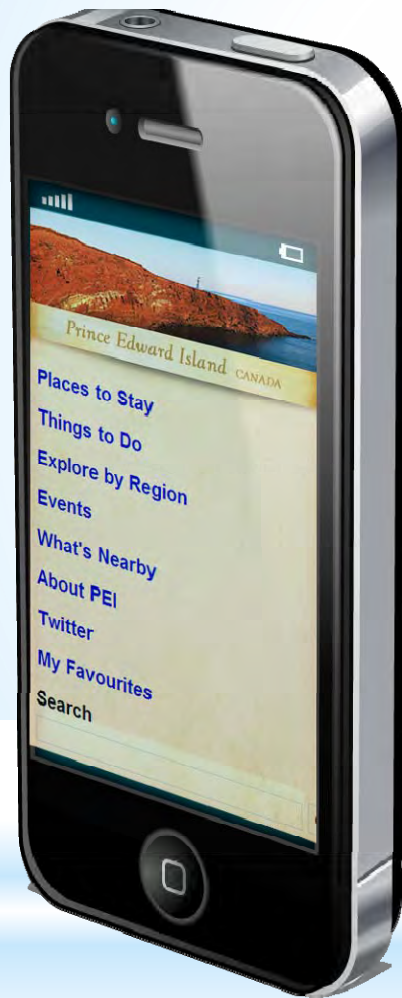 Prince Edward Island CANADA
Places to Stay
Things to Do
Explore by Region
Events
What's Nearby
About PEI
Twitter
My Favourites
Search